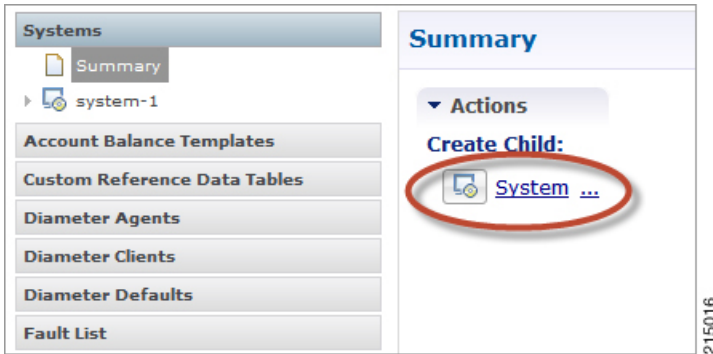 Systems
Summary
system-1
Account Balance Templates
Custom Reference Data Tables
Diameter Agents
Diameter Clients
Diameter Defaults
Fault List
Summary
Actions
Create Child:
System ...
215016